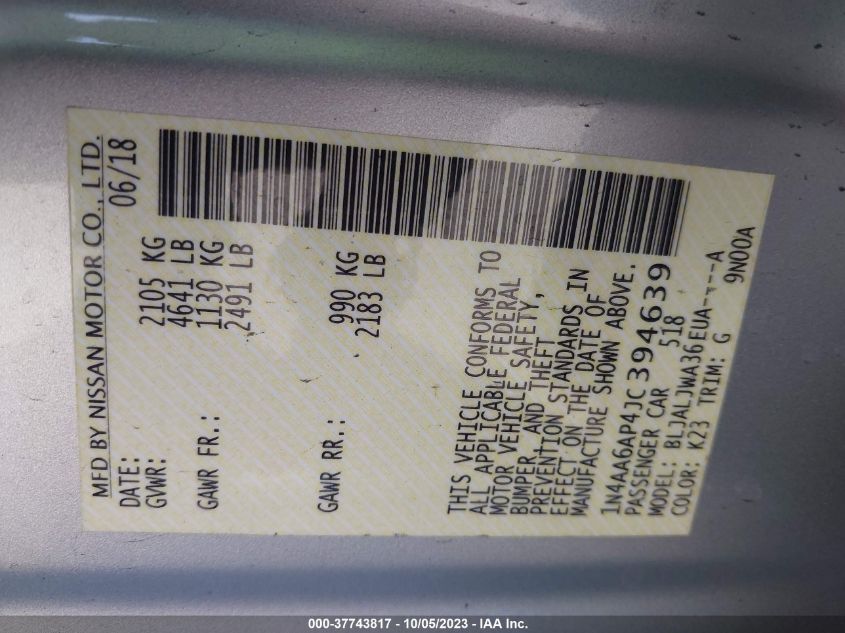 MFD BY NISSAN MOTOR CO., LTD.
DATE: 06/18
GVWR: 2105 KG
4641 LB
GAWR FR.: 1130 KG
2491 LB
GAWR RR.: 990 KG
2183 LB
THIS VEHICLE CONFORMS TO
ALL APPLICABLE FEDERAL
MOTOR VEHICLE SAFETY,
BUMPER, AND THEFT
PREVENTION STANDARDS IN
EFFECT ON THE DATE OF
MANUFACTURE SHOWN ABOVE.
1N4AA6AP4JC394639
PASSENGER CAR 518
MODEL: BLJALJWA36EUA----A
COLOR: K23 TRIM: G 9N00A
000-37743817 - 10/05/2023 - IAA Inc.